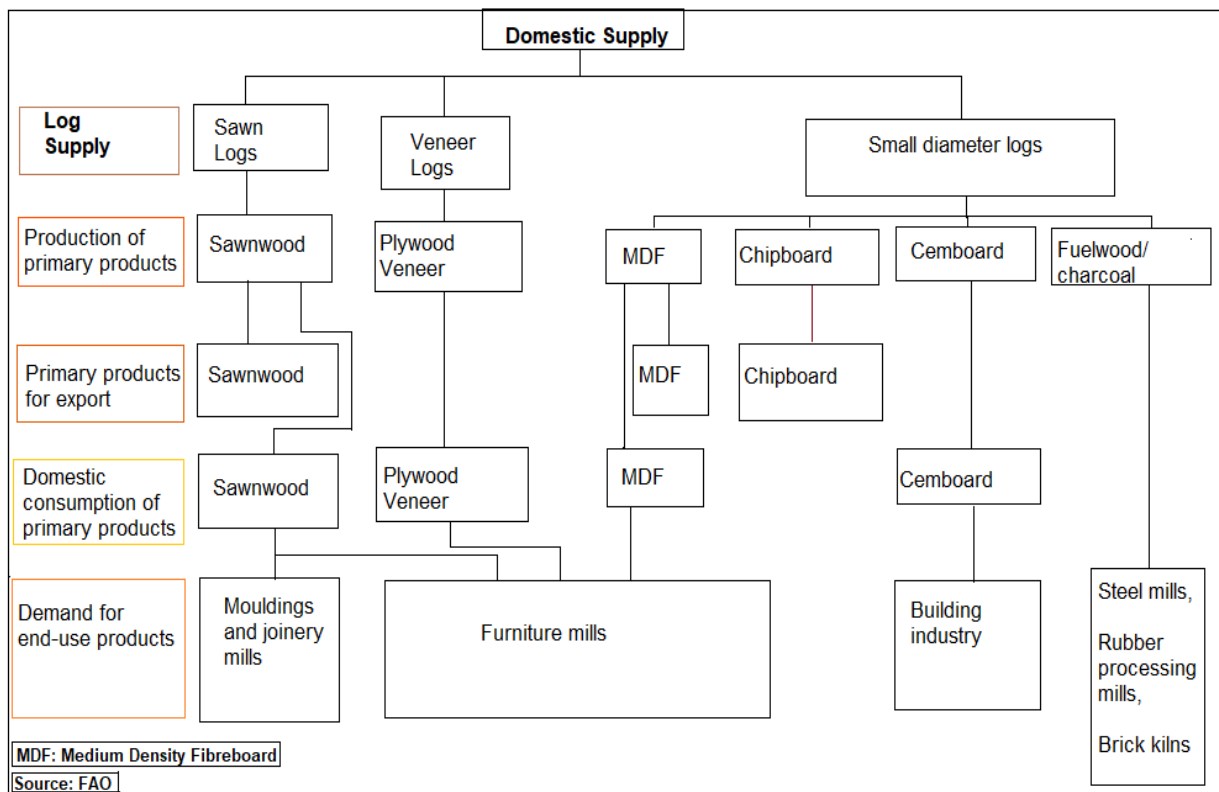 Domestic Supply
Log
Supply
Sawn
Logs
Veneer
Logs
Small diameter logs
Production of
primary products
Sawnwood
Plywood
Veneer
MDF
Chipboard
Cemboard
Fuelwood/
charcoal
Primary products
for export
Sawnwood
MDF
Chipboard
Domestic
consumption of
primary products
Sawnwood
Plywood
Veneer
MDF
Cemboard
Demand for
end-use products
Mouldings
and joinery
mills
Furniture mills
Building
industry
Steel mills,
Rubber
processing
mills,
Brick kilns
MDF: Medium Density Fibreboard
Source: FAO